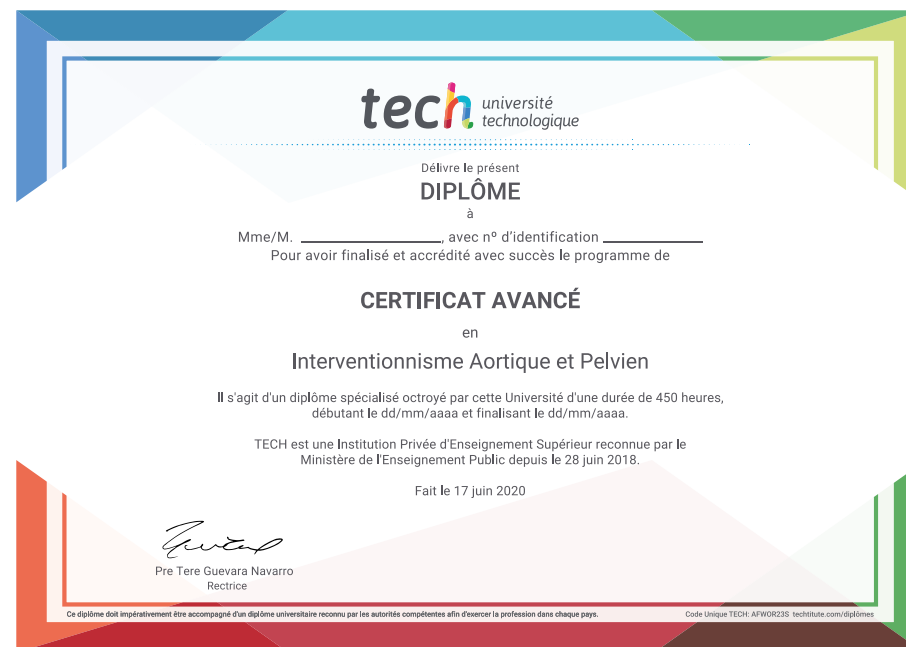 tech université
technologique
Délivre le présent
DIPLÔME
à
Mme/M. ____________________, avec nº d'identification ______________
Pour avoir finalisé et accrédité avec succès le programme de
CERTIFICAT AVANCÉ
en
Interventionnisme Aortique et Pelvien
Il s'agit d'un diplôme spécialisé octroyé par cette Université d'une durée de 450 heures,
débutant le dd/mm/aaaa et finalisant le dd/mm/aaaa.
TECH est une Institution Privée d'Enseignement Supérieur reconnue par le
Ministère de l'Enseignement Public depuis le 28 juin 2018.
Fait le 17 juin 2020
Pre Tere Guevara Navarro
Rectrice
Ce diplôme doit impérativement être accompagné d'un diplôme universitaire reconnu par les autorités compétentes afin d'exercer la profession dans chaque pays.
Code Unique TECH: AFWOR23S techtitute.com/diplômes